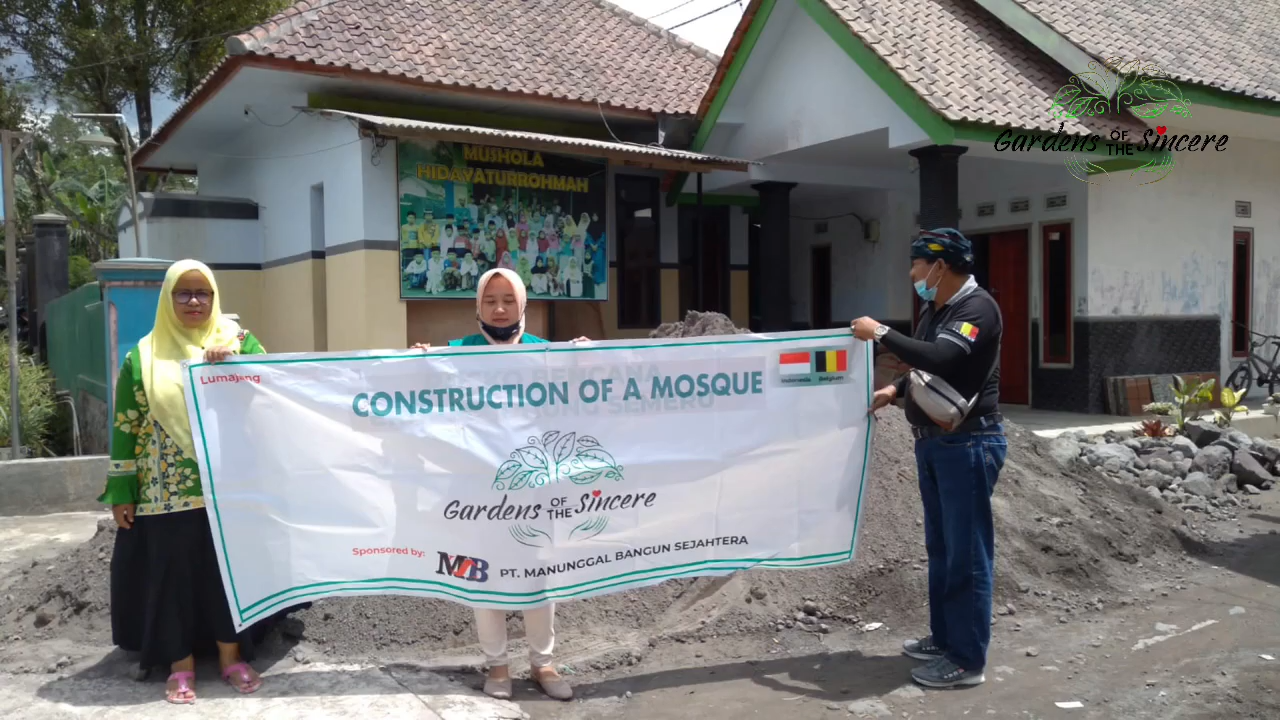 MUSHOLA
HIDAYATURROHMAH
Gardens OF THE Sincere
Lumajang
CONSTRUCTION OF A MOSQUE
Indonesia
Belgium
Gardens OF THE Sincere
Sponsored by:
MB PT. MANUNGGAL BANGUN SEJAHTERA